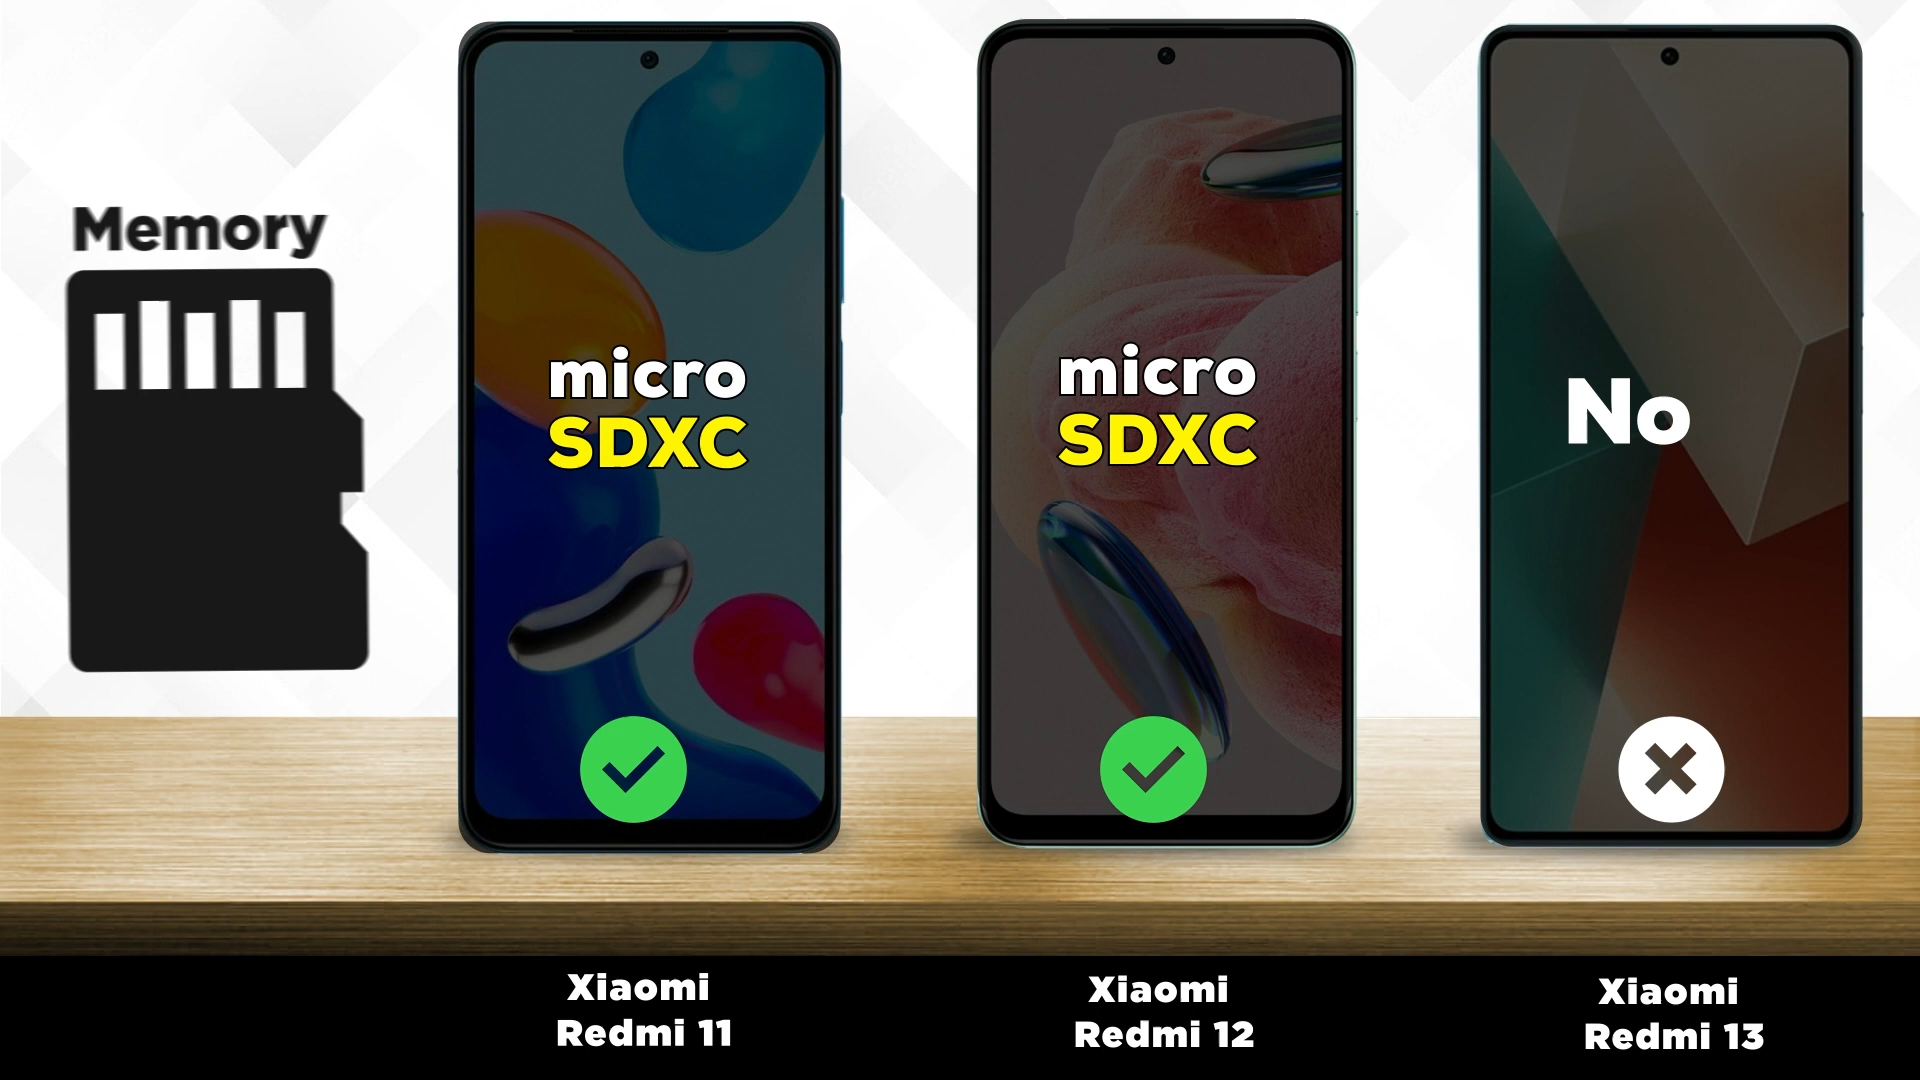 Memory
micro
SDXC
micro
SDXC
No
Xiaomi
Redmi 11
Xiaomi
Redmi 12
Xiaomi
Redmi 13